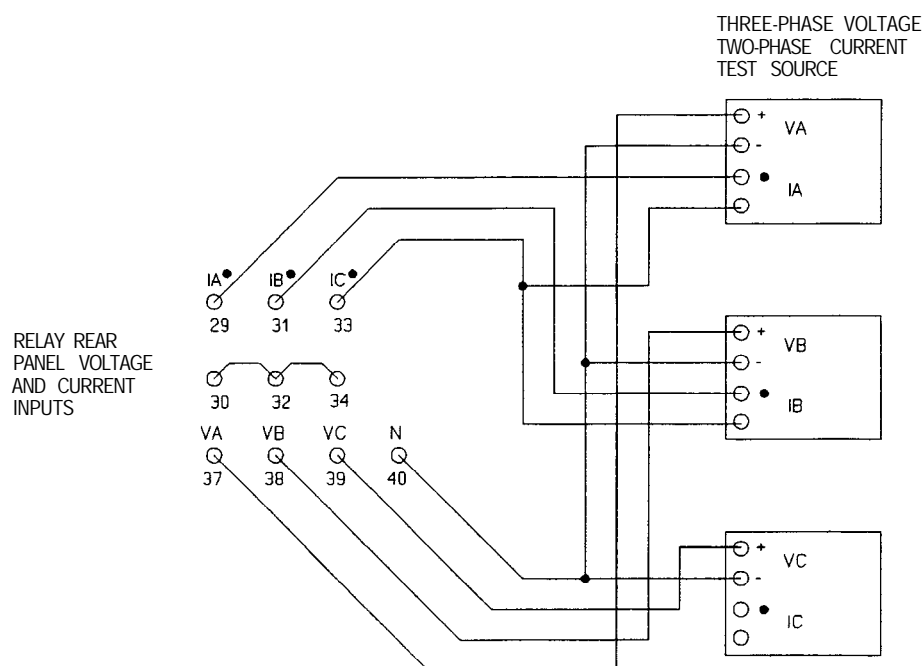 THREE-PHASE VOLTAGE
TWO-PHASE CURRENT
TEST SOURCE
+ VA
-
● IA
IA● IB● IC●
29 31 33
RELAY REAR
PANEL VOLTAGE
AND CURRENT
INPUTS
30 32 34
VA VB VC N
37 38 39 40
+ VB
-
● IB
+ VC
-
● IC